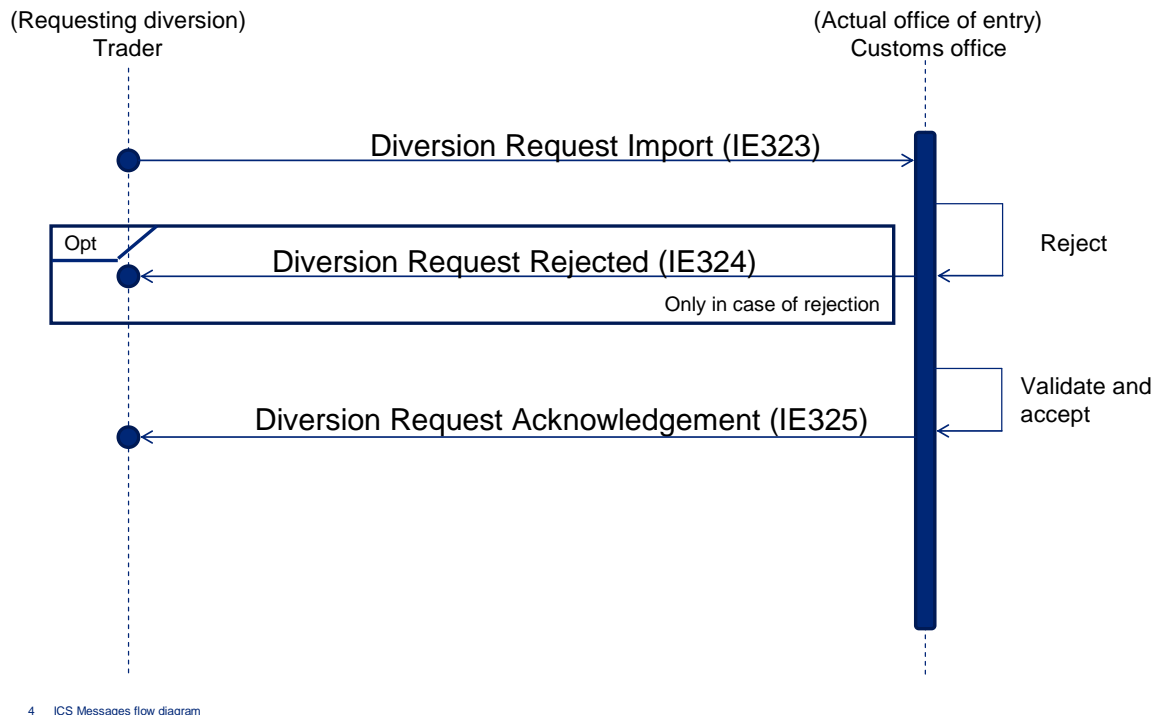 (Requesting diversion)
Trader
(Actual office of entry)
Customs office
Diversion Request Import (IE323)
Opt
Reject
Diversion Request Rejected (IE324)
Only in case of rejection
Validate and
accept
Diversion Request Acknowledgement (IE325)
4 ICS Messages flow diagram